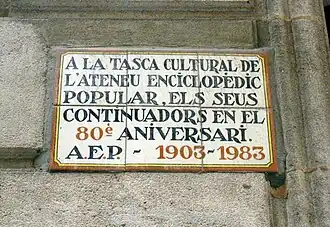 A LA TASCA CULTURAL DE
L'ATENEU ENCICLOPÈDIC
POPULAR, ELS SEUS
CONTINUADORS EN EL
80è ANIVERSARI.
A.E.P. - 1903-1983